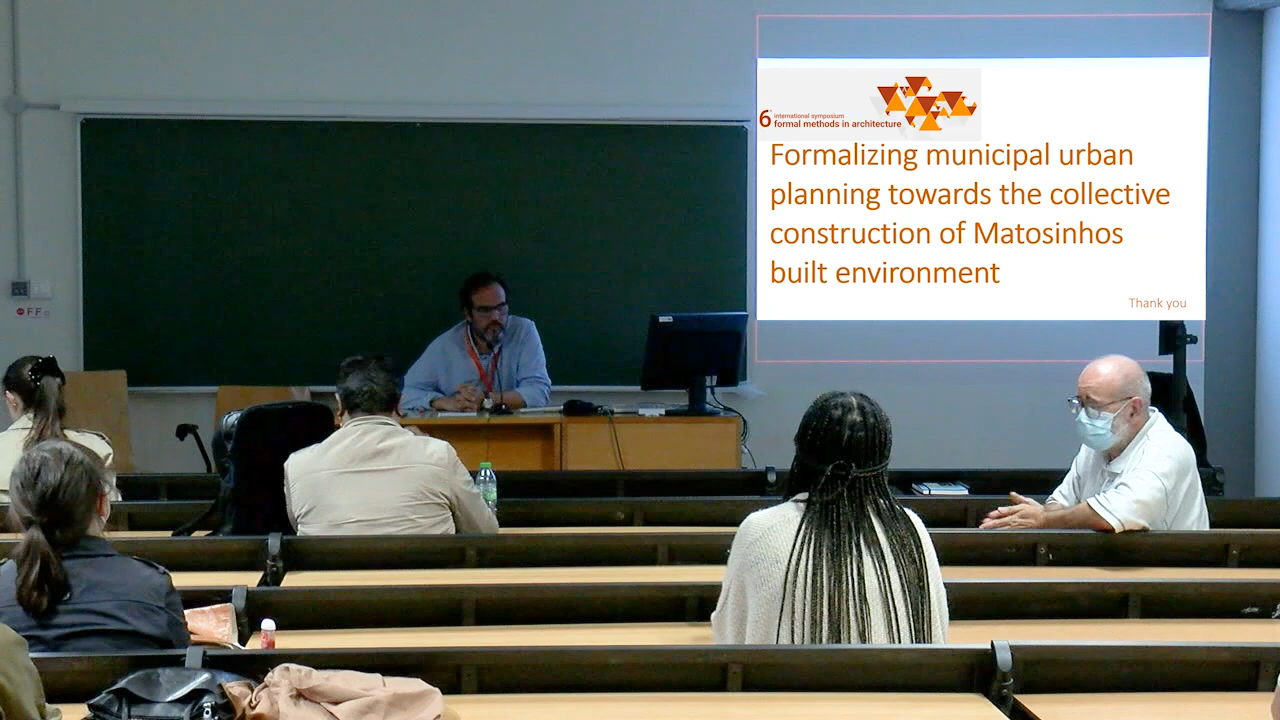 6th international symposium
formal methods in architecture
Formalizing municipal urban
planning towards the collective
construction of Matosinhos
built environment
Thank you
OFF